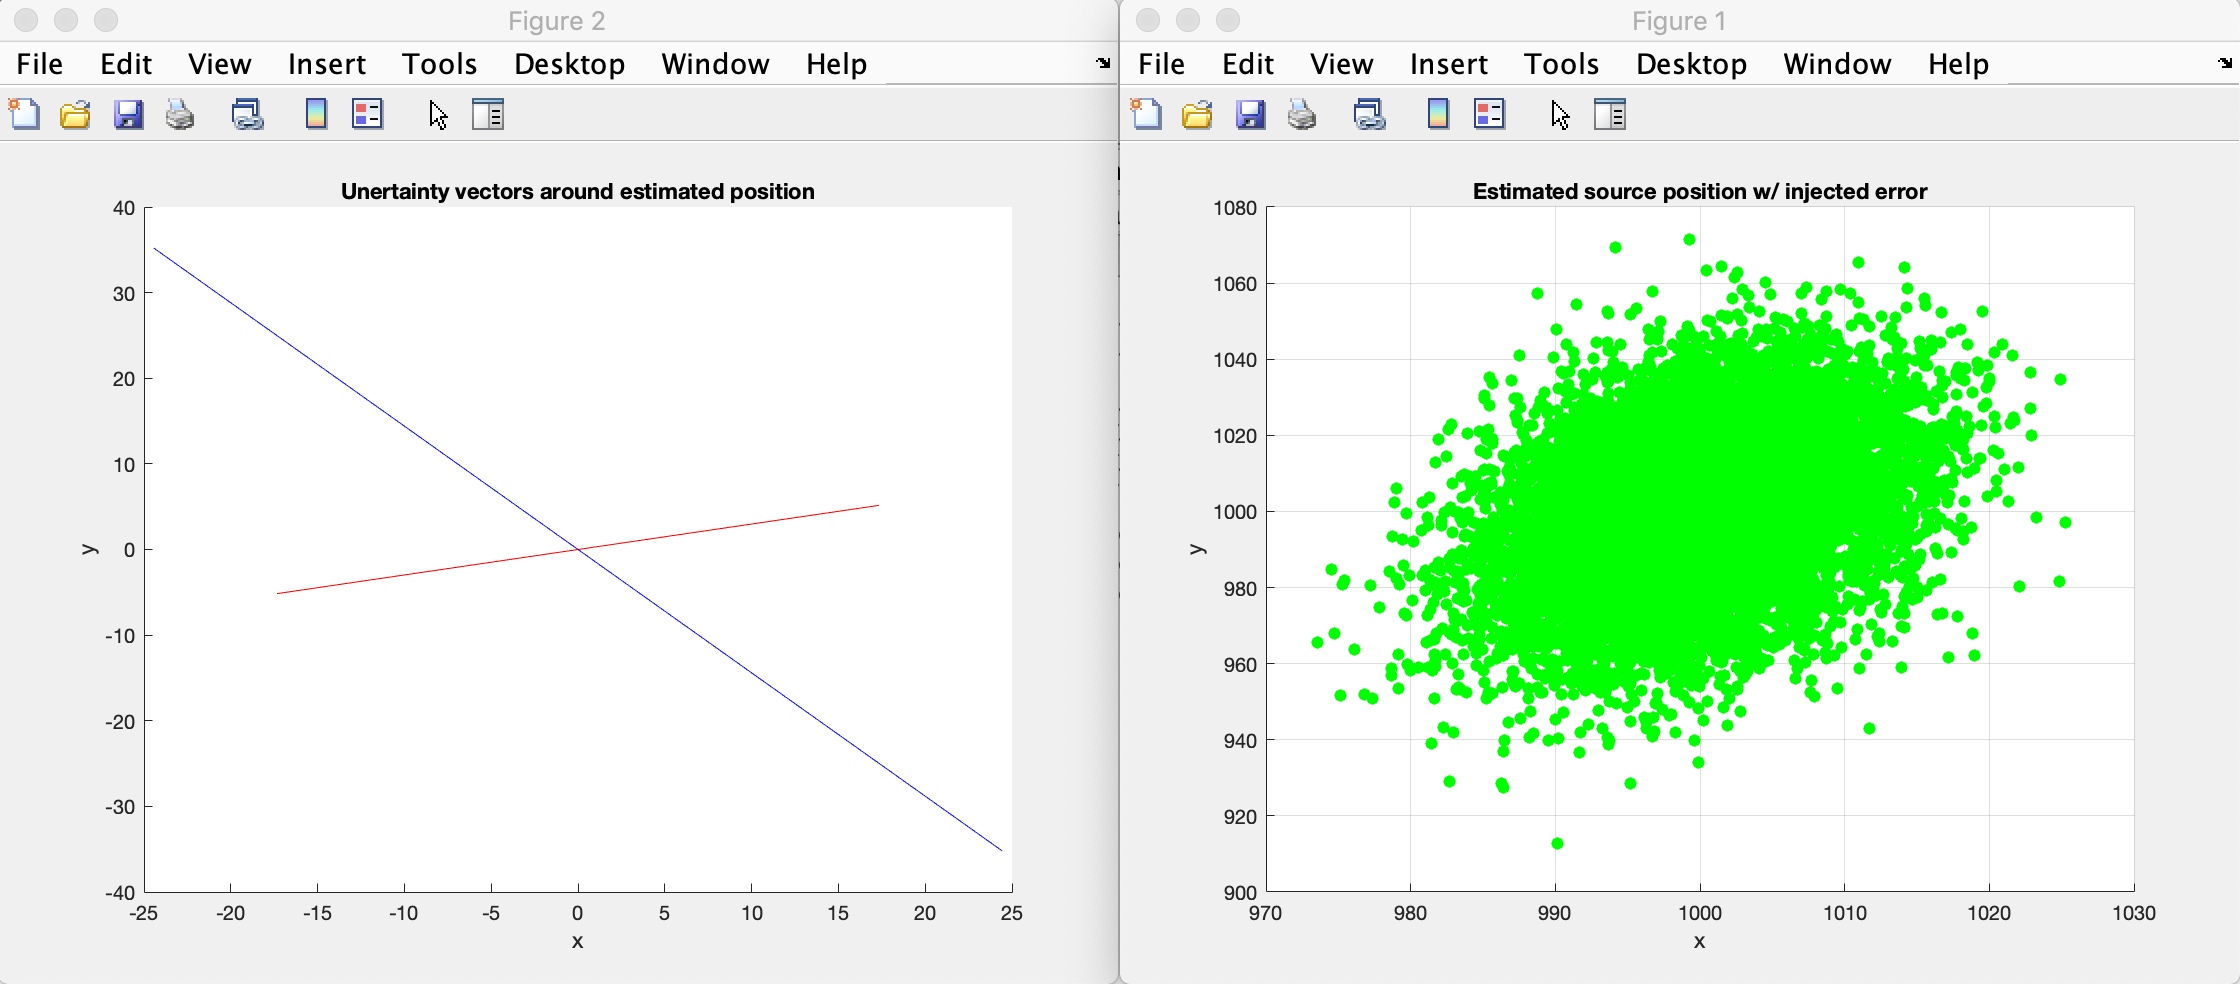 Figure 2
File Edit View Insert Tools Desktop Window Help
Unertainty vectors around estimated position
40
30
20
10
0
-10
-20
-30
-40
y
-25 -20 -15 -10 -5 0 5 10 15 20 25
x
Figure 1
File Edit View Insert Tools Desktop Window Help
Estimated source position w/ injected error
1080
1060
1040
1020
1000
980
960
940
920
900
y
970 980 990 1000 1010 1020 1030
x